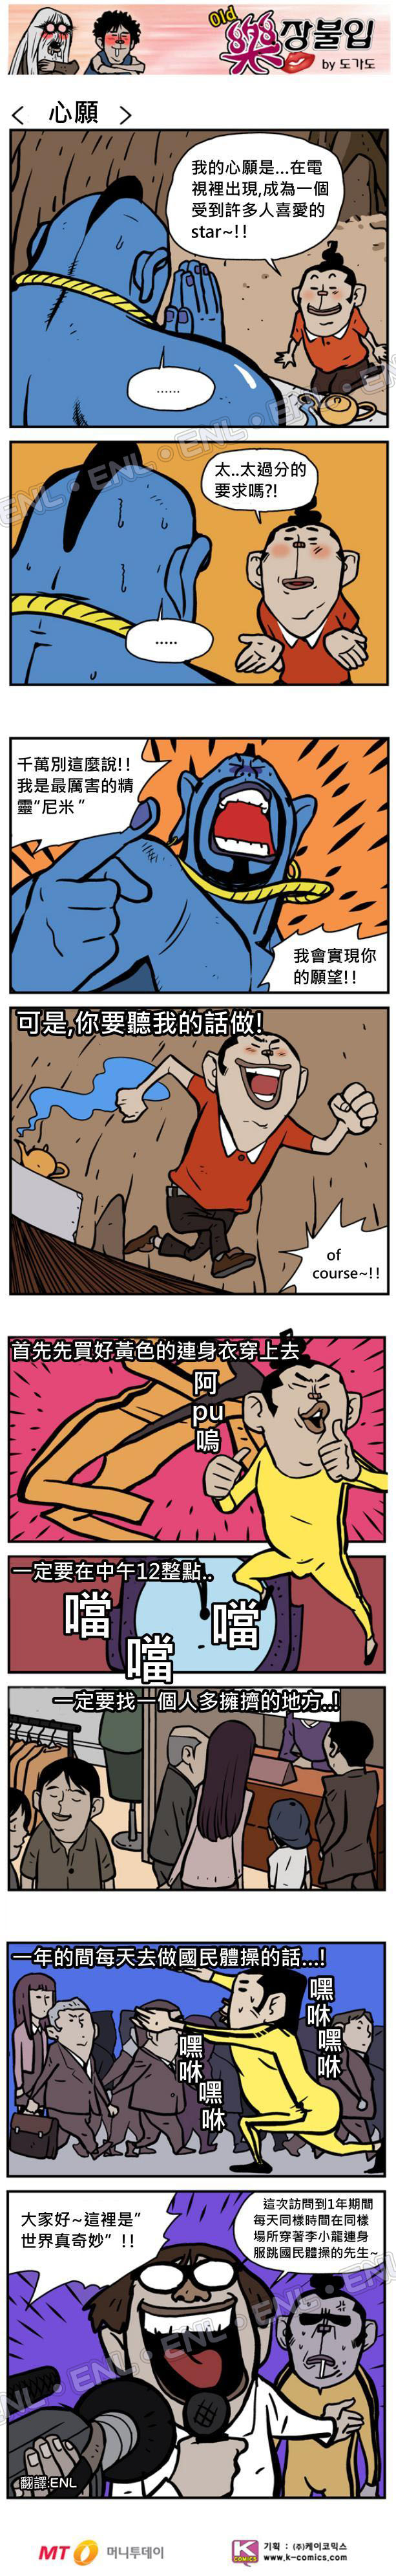 Old
樂장불입
by 도가도
< 心願 >
我的心願是...在電
視裡出現,成為一個
受到許多人喜愛的
star~!!
......
太..太過分的
要求嗎?!
.....
千萬別這麼說!!
我是最厲害的精
靈"尼米"
我會實現你
的願望!!
可是,你要聽我的話做!
of
course~!!
首先先買好黃色的連身衣穿上去
阿
pu
嗚
一定要在中午12整點..
噹
噹
噹
一定要找一個人多擁擠的地方..!
一年的間每天去做國民體操的話...!
嘿
咻
嘿
咻
嘿
咻
嘿
咻
大家好~這裡是"
世界真奇妙" !!
這次訪問到1年期間
每天同樣時間在同樣
場所穿著李小龍連身
服跳國民體操的先生~
翻譯:ENL
ENL • ENL • ENL
ENL • ENL • ENL
MT 머니투데이
K COMICS
기획 : (주)케이코믹스
www.k-comics.com